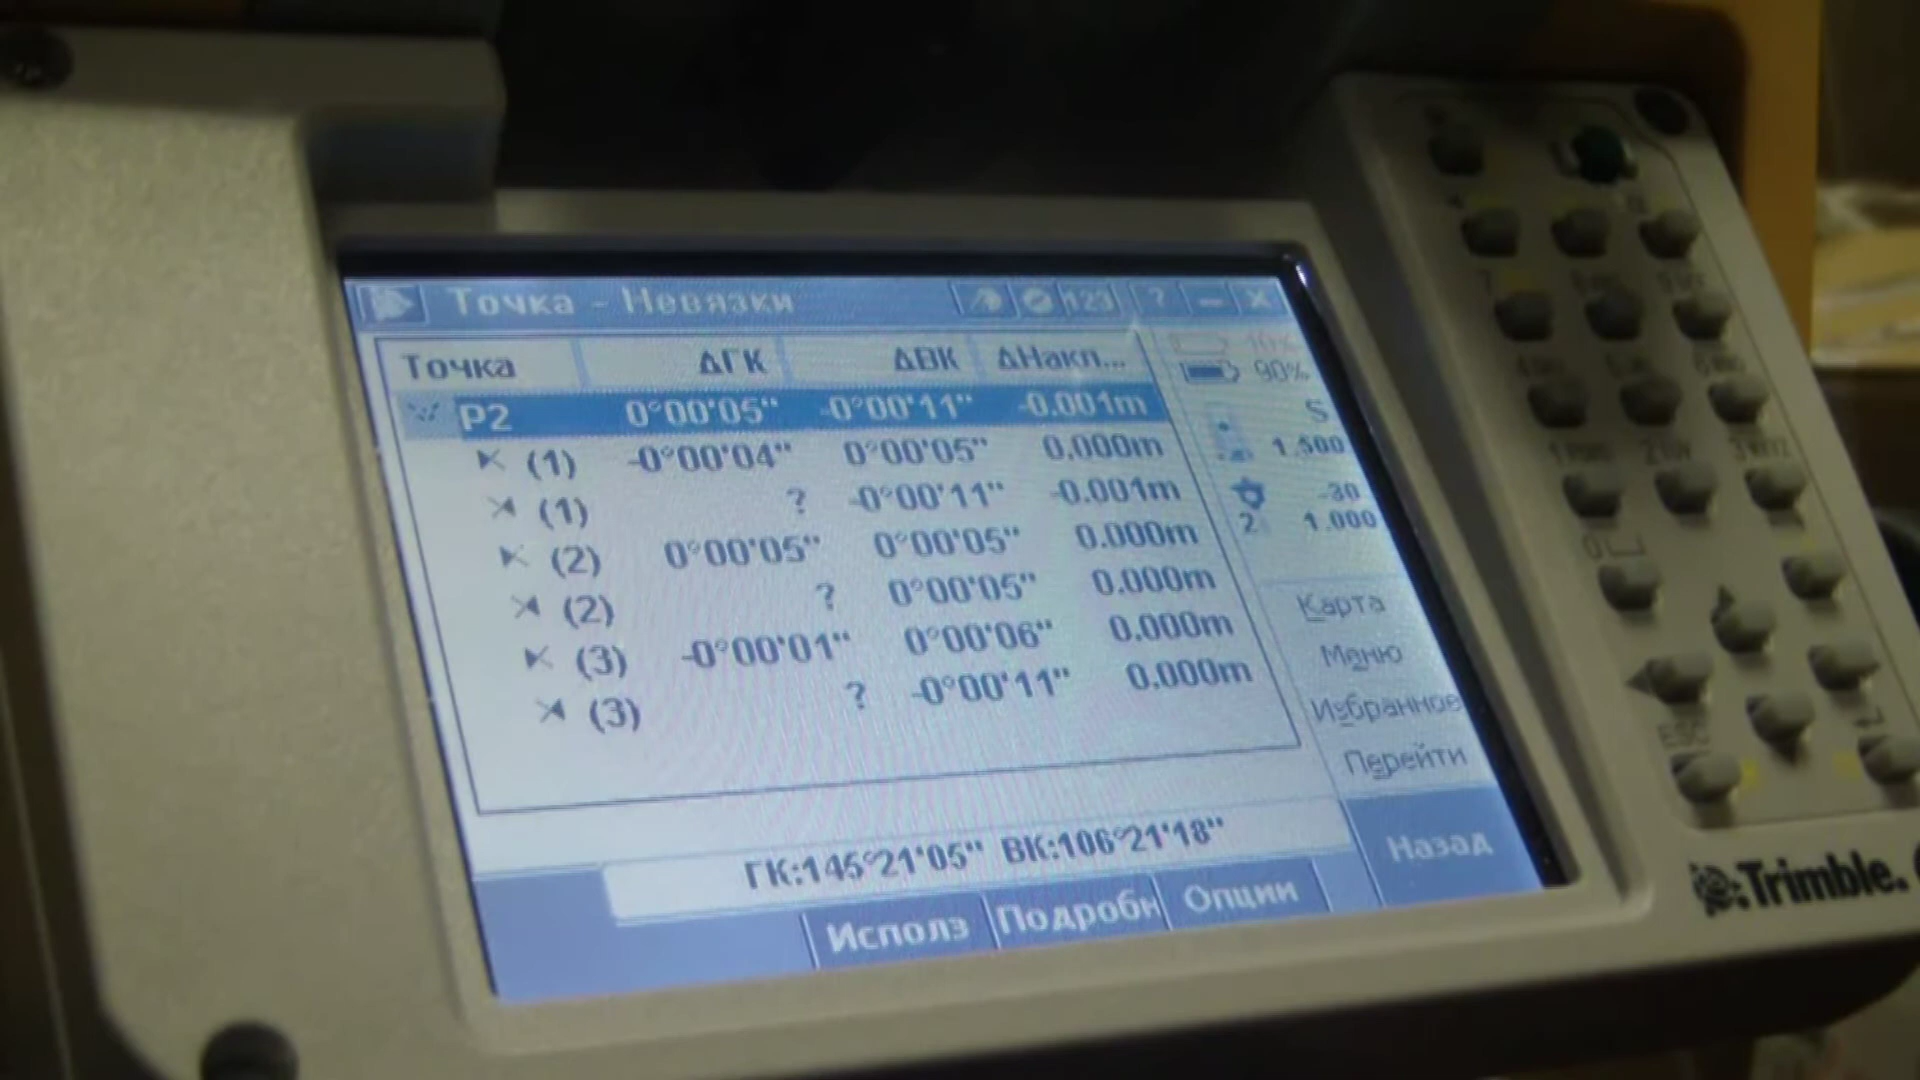 Точка - Невязки
123 ?
Точка ΔГК ΔВК ΔНакл...
90%
P2 0°00'05" -0°00'11" -0.001m
S
(1) -0°00'04" 0°00'05" 0.000m
1.500
(1) ? -0°00'11" -0.001m
-30
(2) 0°00'05" 0°00'05" 0.000m
2 1.000
(2) ? 0°00'05" 0.000m
(3) -0°00'01" 0°00'06" 0.000m
(3) ? -0°00'11" 0.000m
Карта
Меню
Избранное
Перейти
ГК:145°21'05" ВК:106°21'18"
Использ
Подробн
Опции
Назад
Trimble.